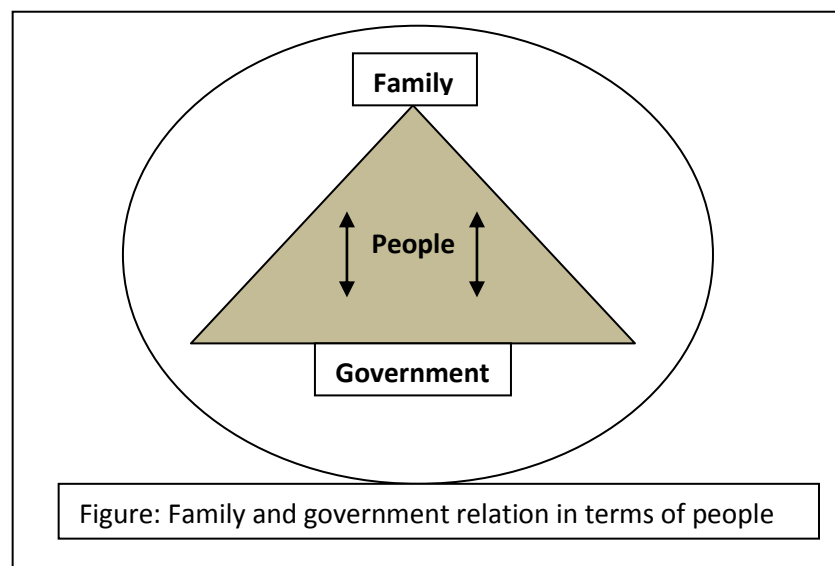 Family
People
Government
Figure: Family and government relation in terms of people